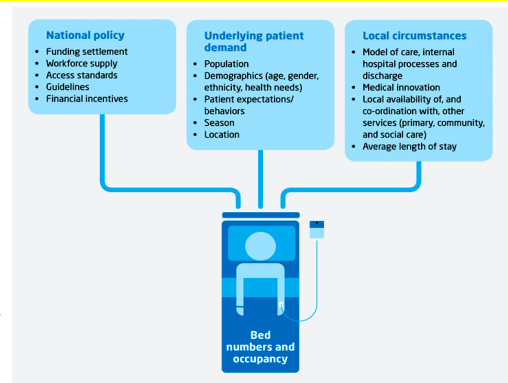 National policy
• Funding settlement
• Workforce supply
• Access standards
• Guidelines
• Financial incentives
Underlying patient
demand
• Population
• Demographics (age, gender,
ethnicity, health needs)
• Patient expectations/
behaviors
• Season
• Location
Local circumstances
• Model of care, internal
hospital processes and
discharge
• Medical innovation
• Local availability of, and
co-ordination with, other
services (primary, community,
and social care)
• Average length of stay
Bed
numbers and
occupancy